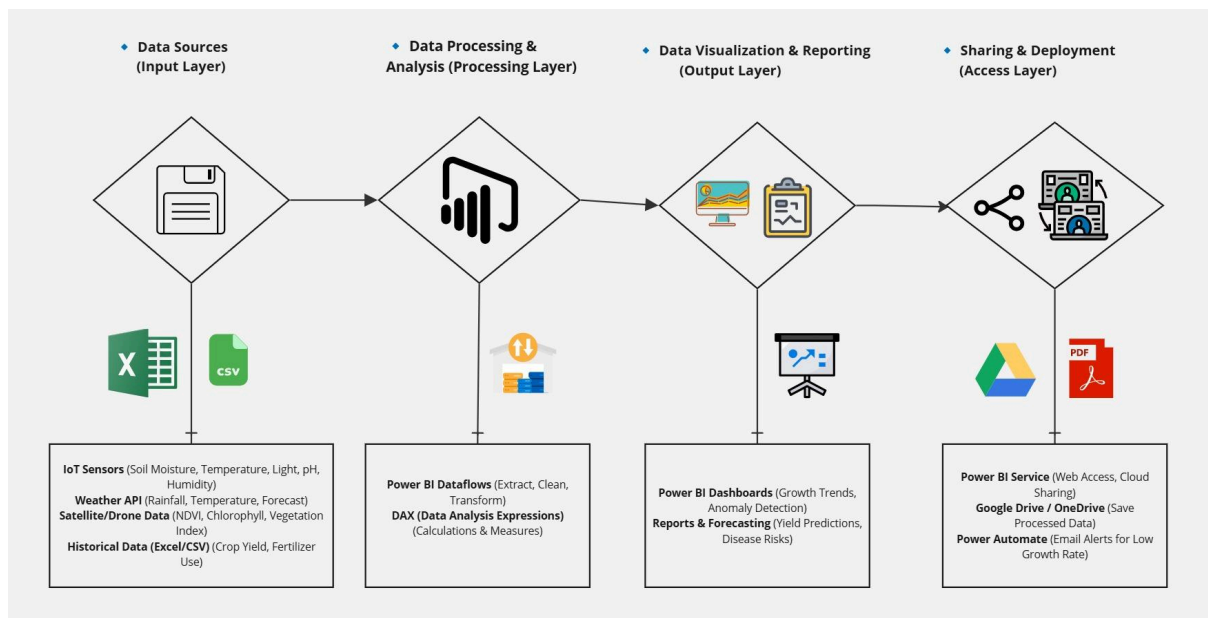 Data Sources
(Input Layer)
Data Processing &
Analysis (Processing Layer)
Data Visualization & Reporting
(Output Layer)
Sharing & Deployment
(Access Layer)
X
CSV
PDF
IoT Sensors (Soil Moisture, Temperature, Light, pH,
Humidity)
Weather API (Rainfall, Temperature, Forecast)
Satellite/Drone Data (NDVI, Chlorophyll, Vegetation
Index)
Historical Data (Excel/CSV) (Crop Yield, Fertilizer
Use)
Power BI Dataflows (Extract, Clean,
Transform)
DAX (Data Analysis Expressions)
(Calculations & Measures)
Power BI Dashboards (Growth Trends,
Anomaly Detection)
Reports & Forecasting (Yield Predictions,
Disease Risks)
Power BI Service (Web Access, Cloud
Sharing)
Google Drive / OneDrive (Save
Processed Data)
Power Automate (Email Alerts for Low
Growth Rate)